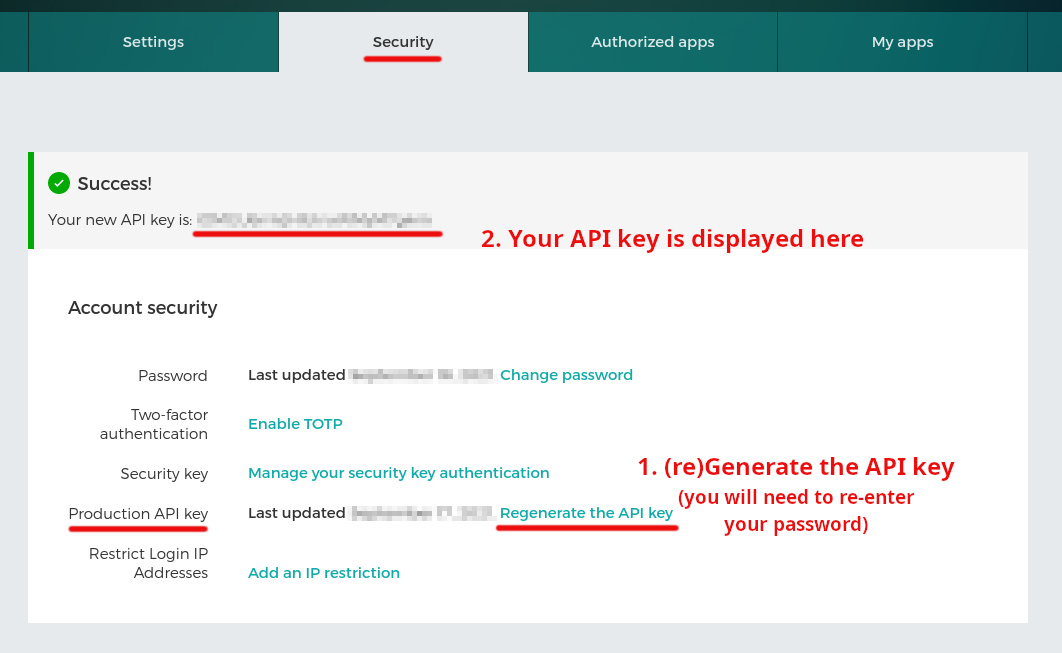 Settings
Security
Authorized apps
My apps
Success!
Your new API key is:
2. Your API key is displayed here
Account security
Password
Last updated
Change password
Two-factor
authentication
Enable TOTP
Security key
Manage your security key authentication
1. (re)Generate the API key
(you will need to re-enter
your password)
Production API key
Last updated
Regenerate the API key
Restrict Login IP
Addresses
Add an IP restriction